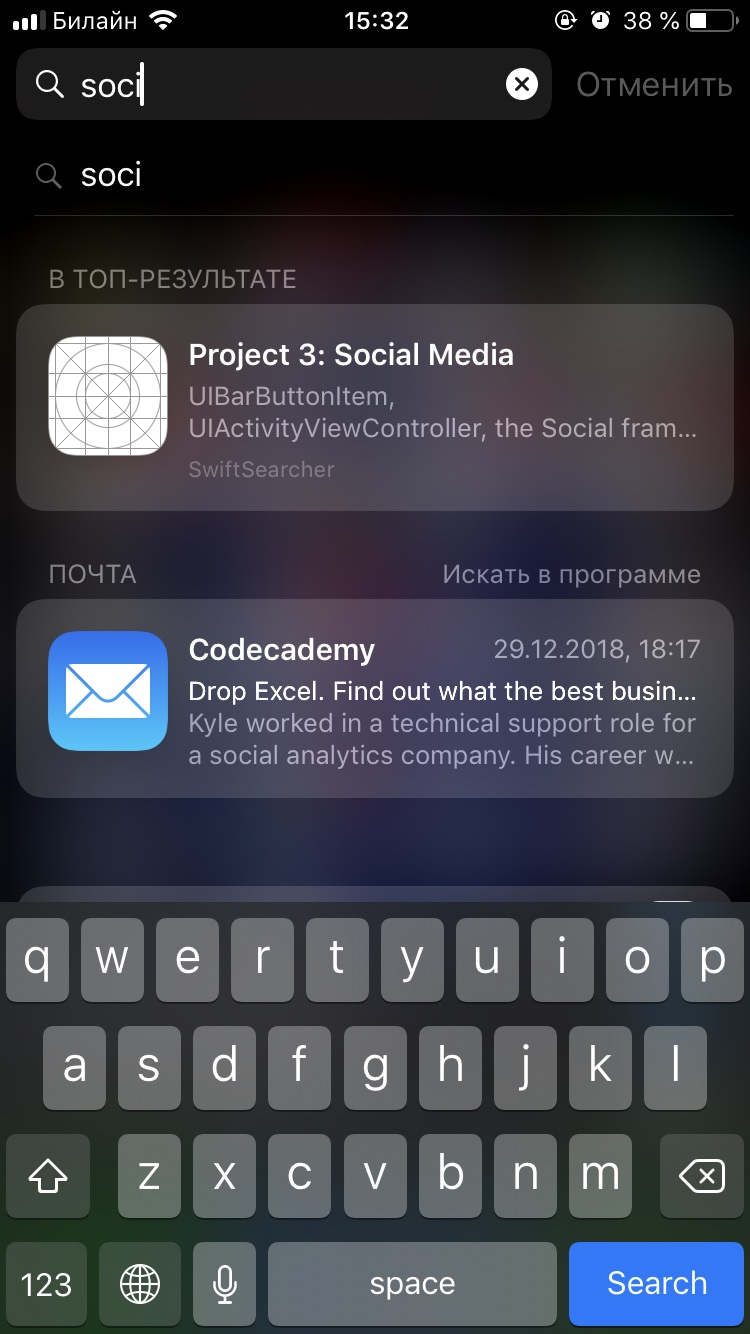 Билайн 15:32 38 %
soci Отменить
soci
В ТОП-РЕЗУЛЬТАТЕ
Project 3: Social Media
UIBarButtonItem,
UIActivityViewController, the Social fram...
SwiftSearcher
ПОЧТА Искать в программе
Codecademy 29.12.2018, 18:17
Drop Excel. Find out what the best busin...
Kyle worked in a technical support role for
a social analytics company. His career w...
q w e r t y u i o p
a s d f g h j k l
z x c v b n m
123 space Search